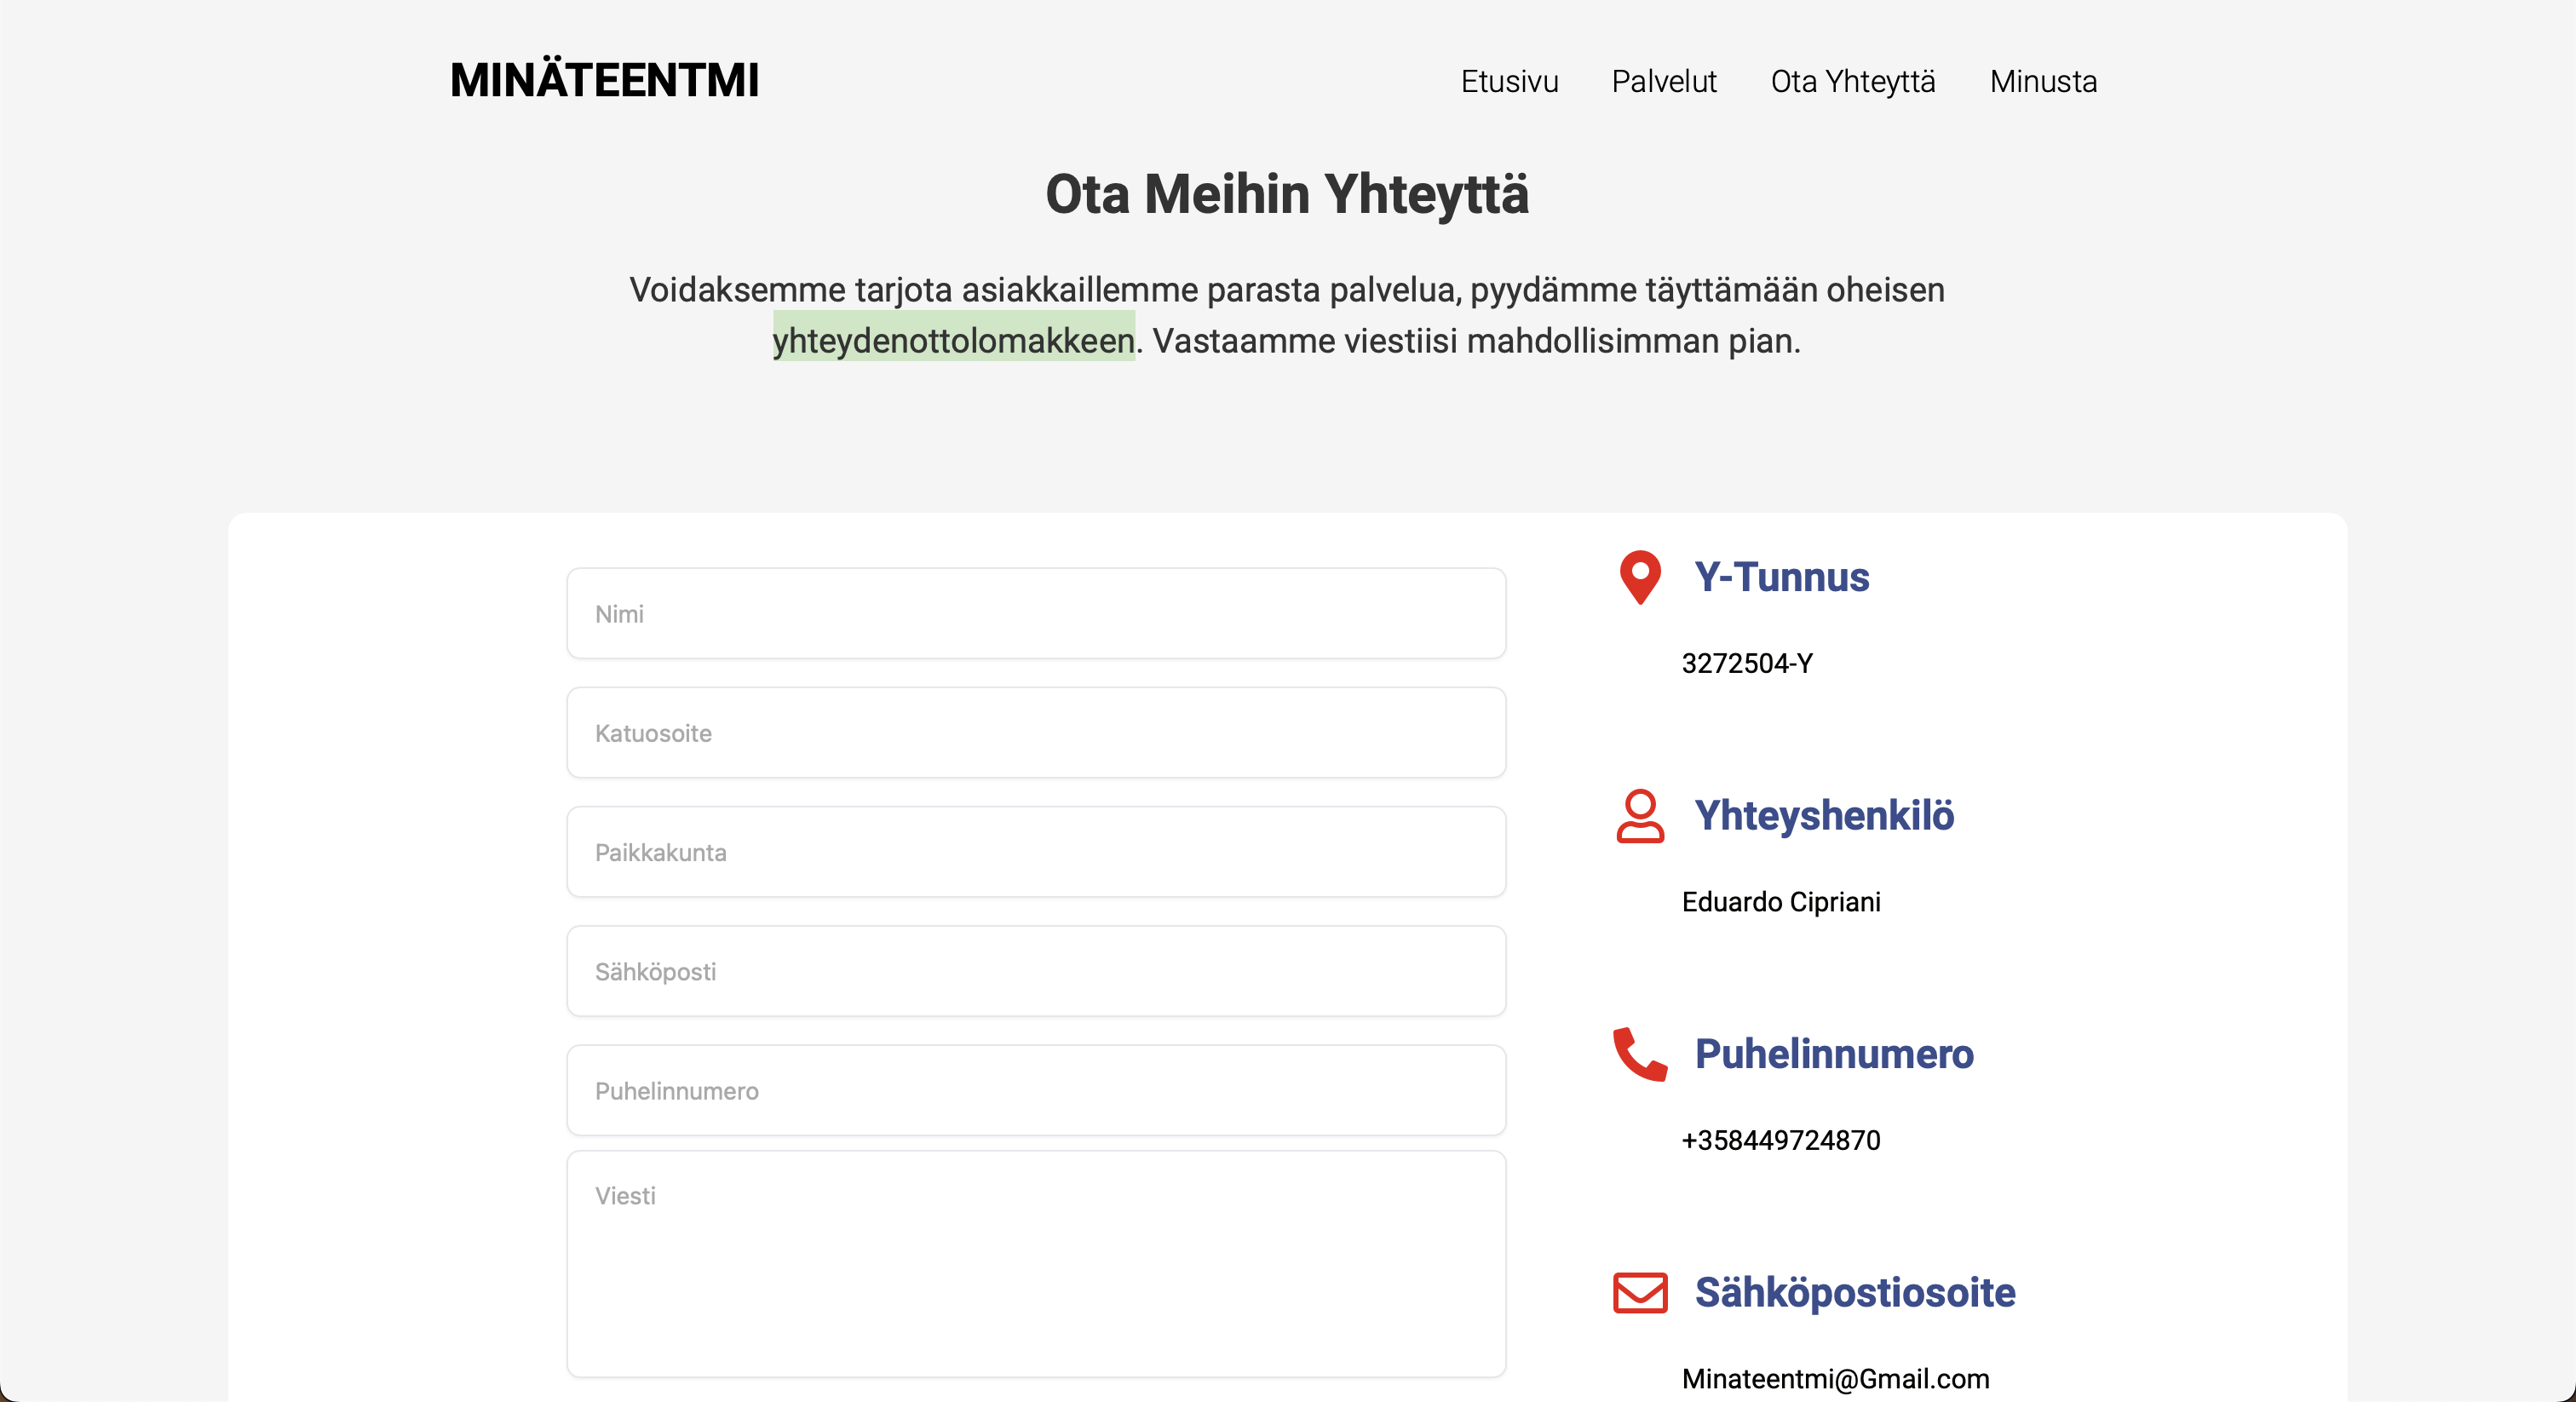 MINÄTEENTMI
Etusivu Palvelut Ota Yhteyttä Minusta
Ota Meihin Yhteyttä
Voidaksemme tarjota asiakkaillemme parasta palvelua, pyydämme täyttämään oheisen
yhteydenottolomakkeen. Vastaamme viestiisi mahdollisimman pian.
Nimi
Katuosoite
Paikkakunta
Sähköposti
Puhelinnumero
Viesti
Y-Tunnus
3272504-Y
Yhteyshenkilö
Eduardo Cipriani
Puhelinnumero
+358449724870
Sähköpostiosoite
Minateentmi@Gmail.com